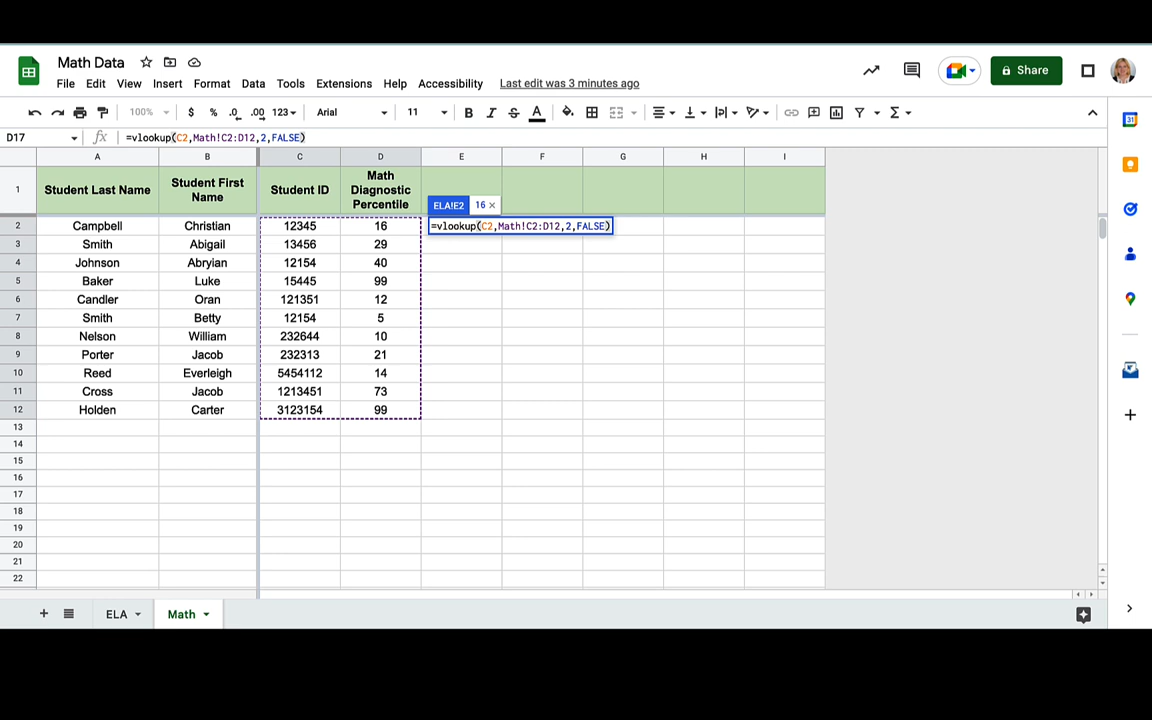 Math Data
File Edit View Insert Format Data Tools Extensions Help Accessibility Last edit was 3 minutes ago
Share
100% $ % .0 .00 123 Arial 11 B I S A
D17 fx =vlookup(C2,Math!C2:D12,2,FALSE)
A B C D E F G H I
1 Student Last Name Student First Name Student ID Math Diagnostic Percentile
ELA!E2 16 ×
2 Campbell Christian 12345 16 =vlookup(C2,Math!C2:D12,2,FALSE)
3 Smith Abigail 13456 29
4 Johnson Abryian 12154 40
5 Baker Luke 15445 99
6 Candler Oran 121351 12
7 Smith Betty 12154 5
8 Nelson William 232644 10
9 Porter Jacob 232313 21
10 Reed Everleigh 5454112 14
11 Cross Jacob 1213451 73
12 Holden Carter 3123154 99
13
14
15
16
17
18
19
20
21
22
+ ELA Math
31